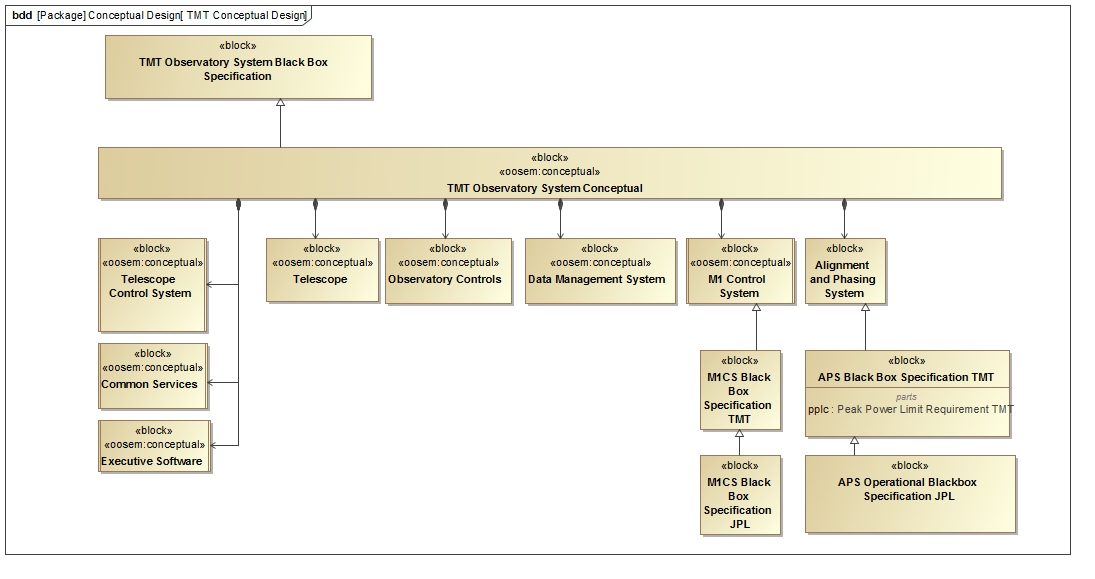 bdd [Package] Conceptual Design[ TMT Conceptual Design]
«block»
TMT Observatory System Black Box
Specification
«block»
«oosem:conceptual»
TMT Observatory System Conceptual
«block»
«oosem:conceptual»
Telescope
Control System
«block»
«oosem:conceptual»
Telescope
«block»
«oosem:conceptual»
Observatory Controls
«block»
«oosem:conceptual»
Data Management System
«block»
«oosem:conceptual»
M1 Control
System
«block»
Alignment
and Phasing
System
«block»
«oosem:conceptual»
Common Services
«block»
«oosem:conceptual»
Executive Software
«block»
M1CS Black
Box
Specification
TMT
«block»
APS Black Box Specification TMT
parts
pplc : Peak Power Limit Requirement TMT
«block»
M1CS Black
Box
Specification
JPL
«block»
APS Operational Blackbox
Specification JPL